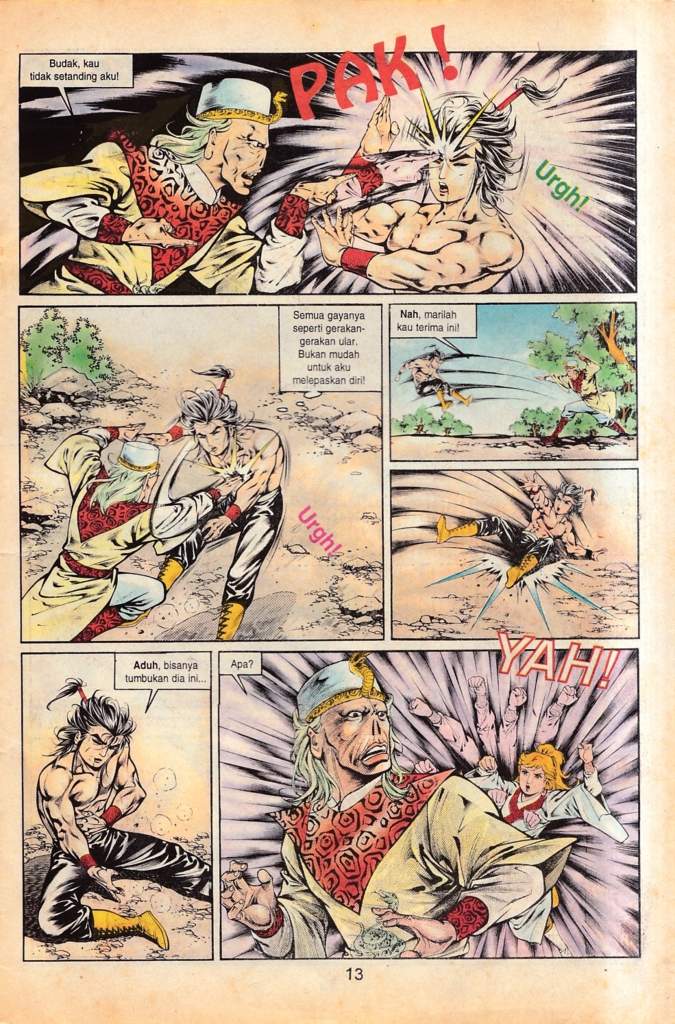 Budak, kau
tidak setanding aku!
PAK!
Urgh!
Semua gayanya
seperti gerakan-
gerakan ular.
Bukan mudah
untuk aku
melepaskan diri!
Urgh!
Nah, marilah
kau terima ini!
Aduh, bisanya
tumbukan dia ini...
Apa?
YAH!
13